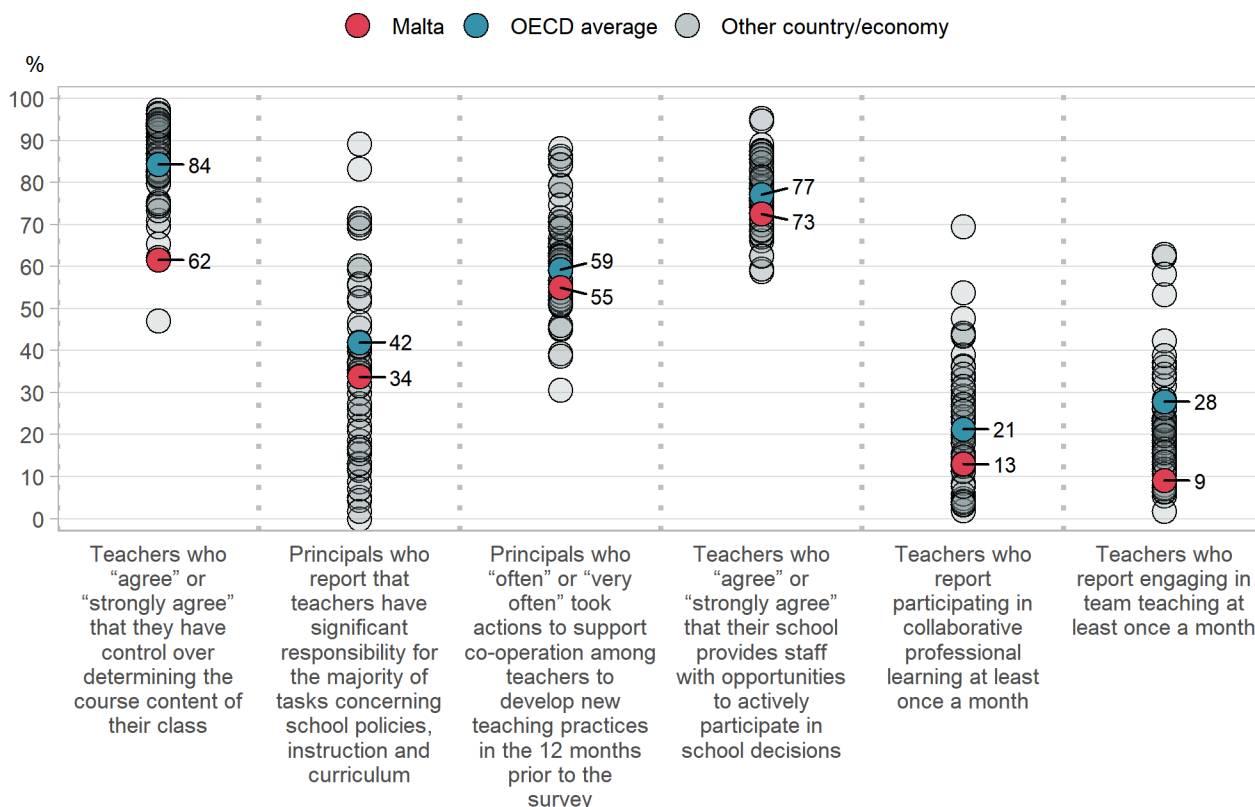 Malta OECD average Other country/economy
%
100
90
80
70
60
50
40
30
20
10
0
84
62
42
34
59
55
77
73
21
13
28
9
Teachers who
“agree” or
“strongly agree”
that they have
control over
determining the
course content of
their class
Principals who
report that
teachers have
significant
responsibility for
the majority of
tasks concerning
school policies,
instruction and
curriculum
Principals who
“often” or “very
often” took
actions to support
co-operation among
teachers to
develop new
teaching practices
in the 12 months
prior to the
survey
Teachers who
“agree” or
“strongly agree”
that their school
provides staff
with opportunities
to actively
participate in
school decisions
Teachers who
report
participating in
collaborative
professional
learning at least
once a month
Teachers who
report engaging in
team teaching at
least once a month